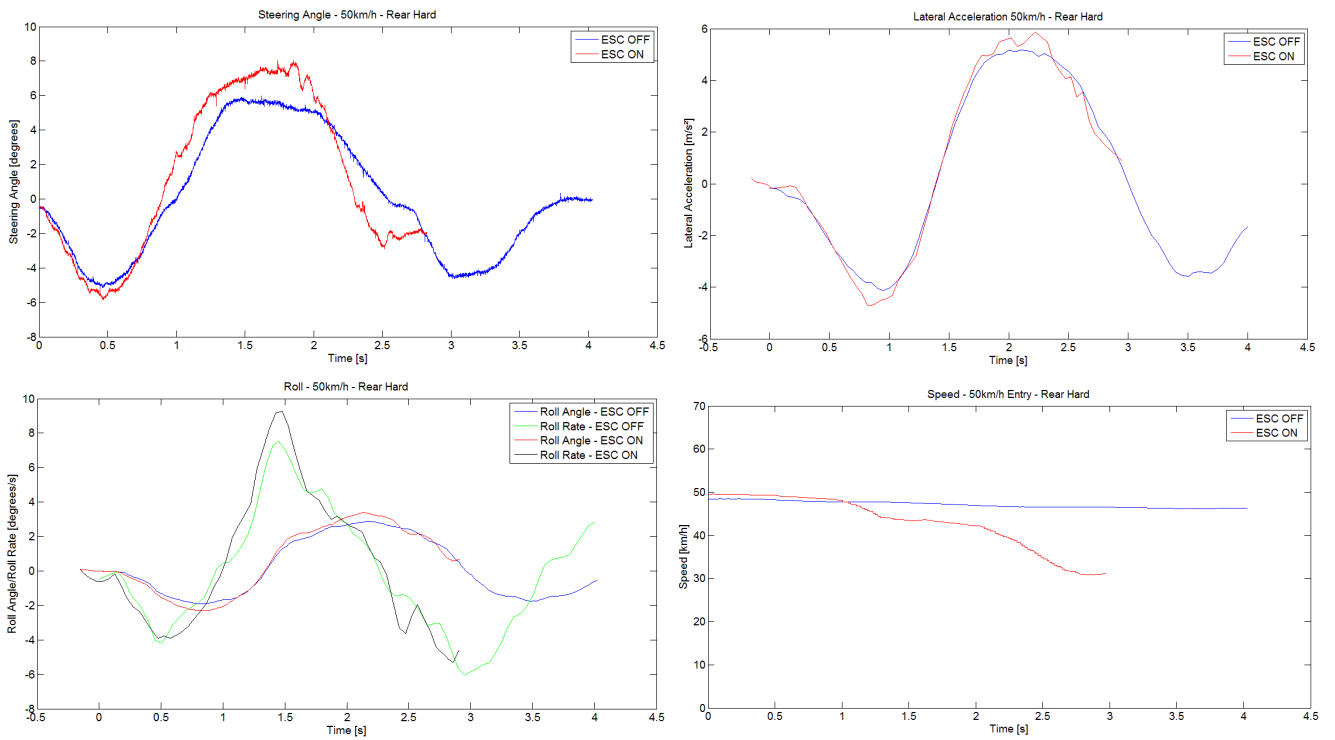 Steering Angle - 50km/h - Rear Hard
ESC OFF
ESC ON
Steering Angle [degrees]
10
8
6
4
2
0
-2
-4
-6
-8
0 0.5 1 1.5 2 2.5 3 3.5 4 4.5
Time [s]
Lateral Acceleration 50km/h - Rear Hard
ESC OFF
ESC ON
Lateral Acceleration [m/s²]
6
4
2
0
-2
-4
-6
-0.5 0 0.5 1 1.5 2 2.5 3 3.5 4 4.5
Time [s]
Roll - 50km/h - Rear Hard
Roll Angle - ESC OFF
Roll Rate - ESC OFF
Roll Angle - ESC ON
Roll Rate - ESC ON
Roll Angle/Roll Rate [degrees/s]
10
8
6
4
2
0
-2
-4
-6
-8
-0.5 0 0.5 1 1.5 2 2.5 3 3.5 4 4.5
Time [s]
Speed - 50km/h Entry - Rear Hard
ESC OFF
ESC ON
Speed [km/h]
70
60
50
40
30
20
10
0
0 0.5 1 1.5 2 2.5 3 3.5 4 4.5
Time [s]